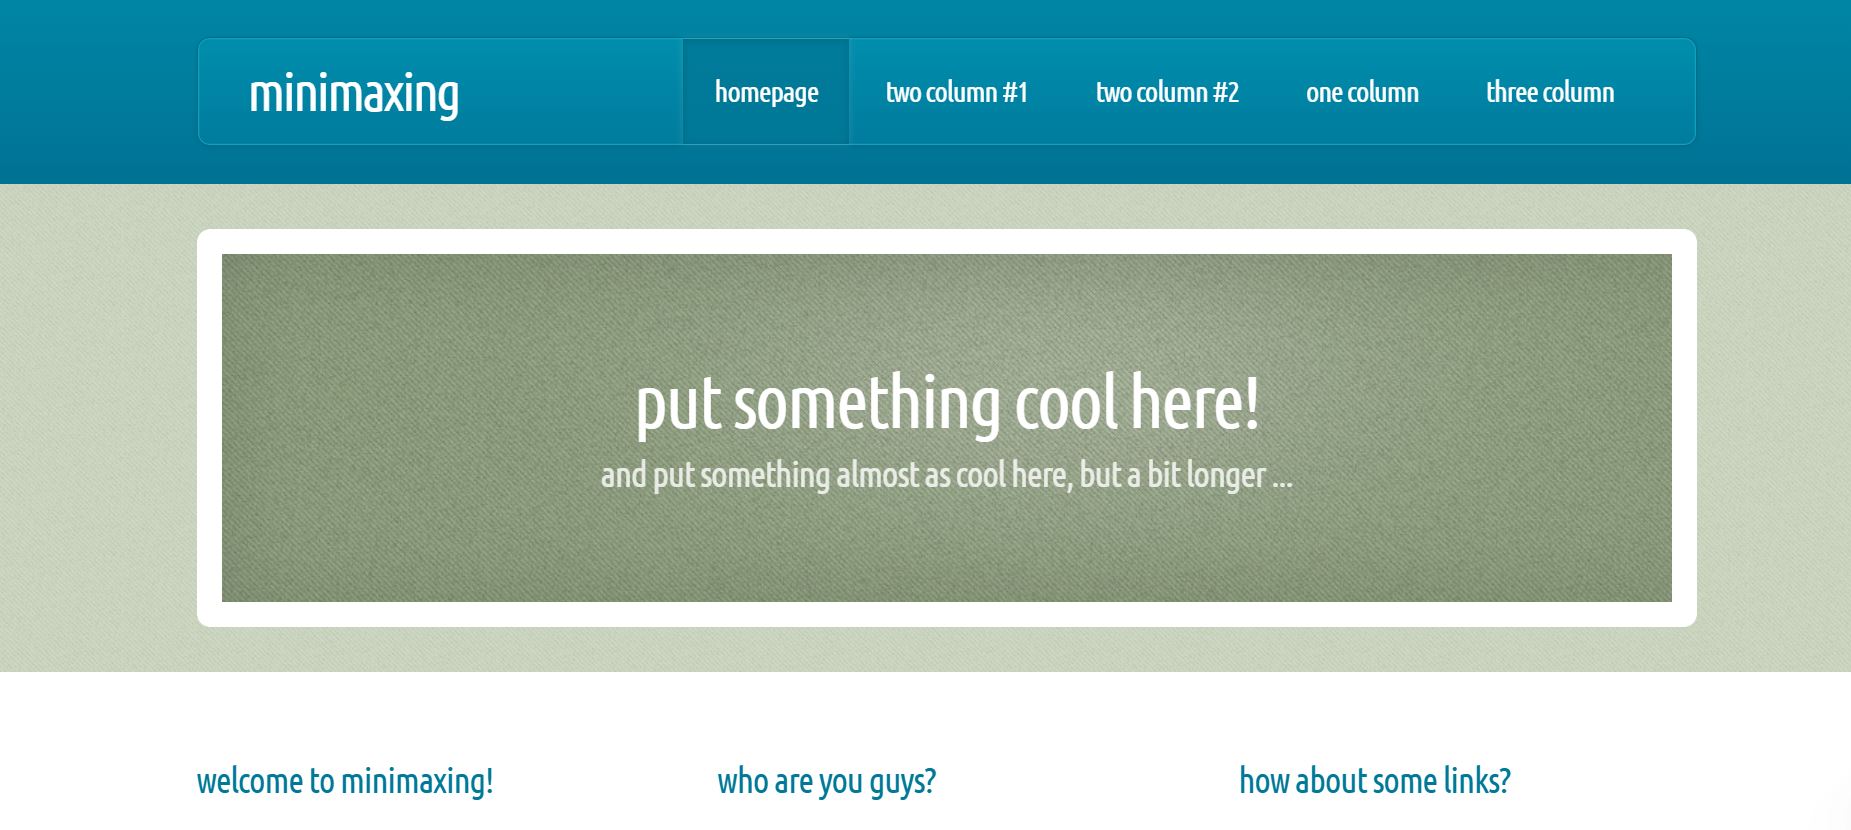 minimaxing
homepage two column #1 two column #2 one column three column
put something cool here!
and put something almost as cool here, but a bit longer ...
welcome to minimaxing!
who are you guys?
how about some links?